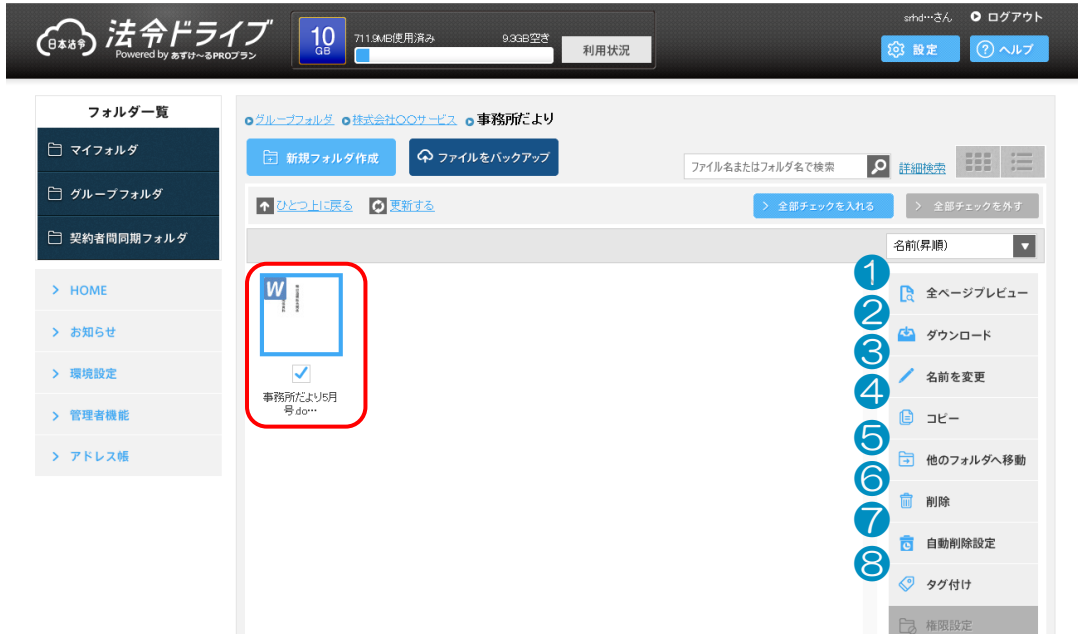 日本法令 法令ドライブ
Powered by あずけ~るPROプラン
10 GB
711.9MB使用済み 9.3GB空き
利用状況
srhd…さん ログアウト
設定 ヘルプ
フォルダ一覧
マイフォルダ
グループフォルダ
契約者間同期フォルダ
HOME
お知らせ
環境設定
管理者機能
アドレス帳
グループフォルダ 株式会社〇〇サービス 事務所だより
新規フォルダ作成 ファイルをバックアップ
ファイル名またはフォルダ名で検索 詳細検索
ひとつ上に戻る 更新する
> 全部チェックを入れる > 全部チェックを外す
名前(昇順)
W
事務所だより5月
号.do…
1 全ページプレビュー
2 ダウンロード
3 名前を変更
4 コピー
5 他のフォルダへ移動
6 削除
7 自動削除設定
8 タグ付け
権限設定